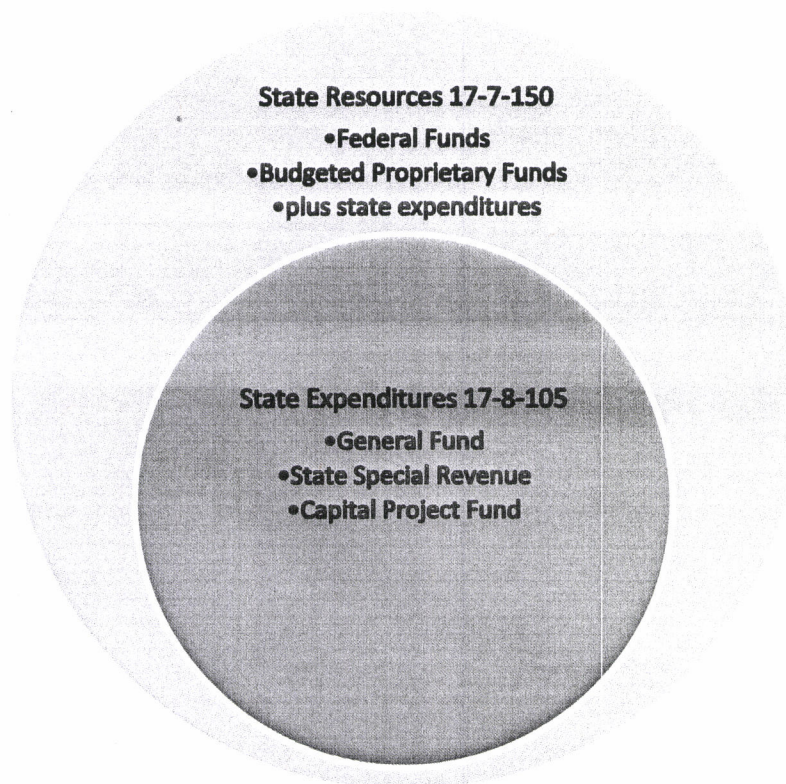 State Resources 17-7-150
•Federal Funds
•Budgeted Proprietary Funds
•plus state expenditures
State Expenditures 17-8-105
•General Fund
•State Special Revenue
•Capital Project Fund